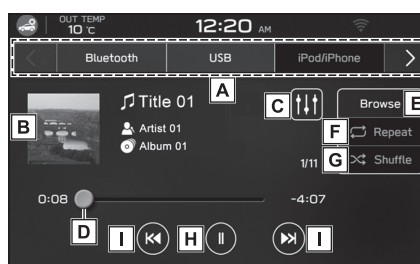 OUT TEMP
10 °C
12:20 AM
Bluetooth
USB
iPod/iPhone
A
Title 01
C
Browse
E
B
Artist 01
F
Repeat
Album 01
1/11
G
Shuffle
0:08
-4:07
D
I
H
I